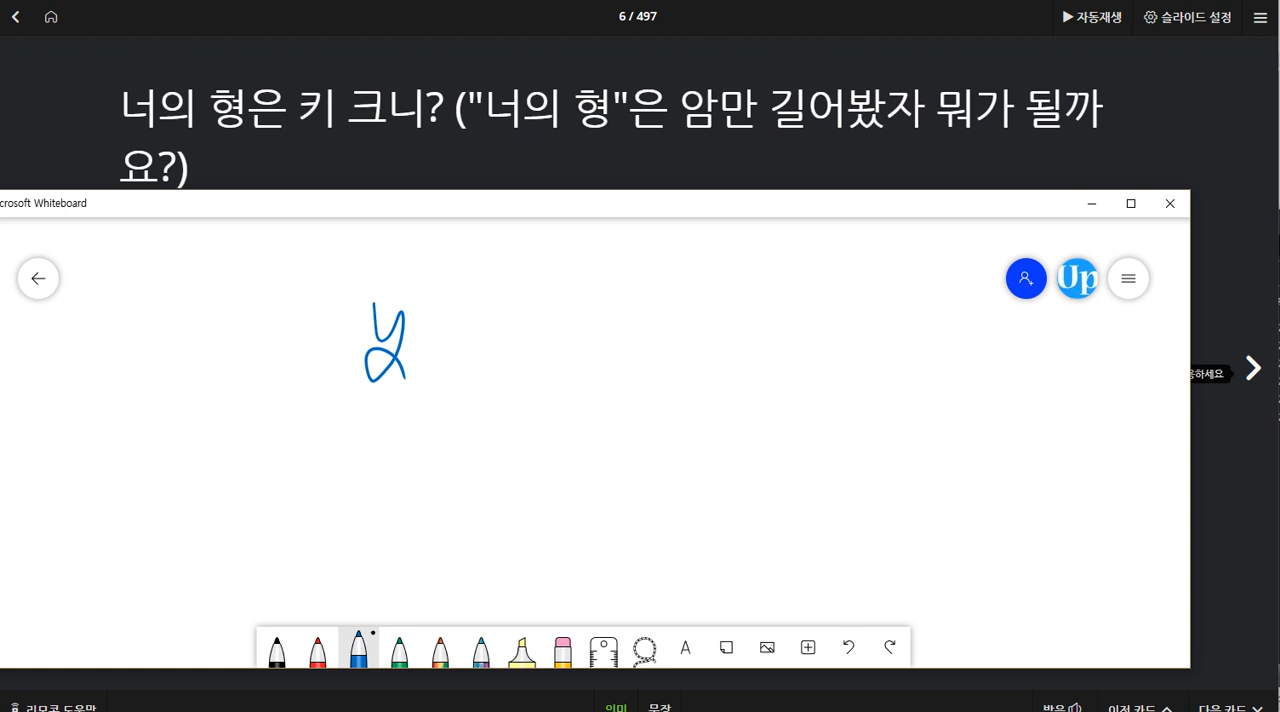 6 / 497
▶ 자동재생
슬라이드 설정
너의 형은 키 크니? ("너의 형"은 암만 길어봤자 뭐가 될까
요?)
crosoft Whiteboard
Up
용하세요
y
A
리모콘 도움말
의미
문장
발음
이전 카드
다음 카드